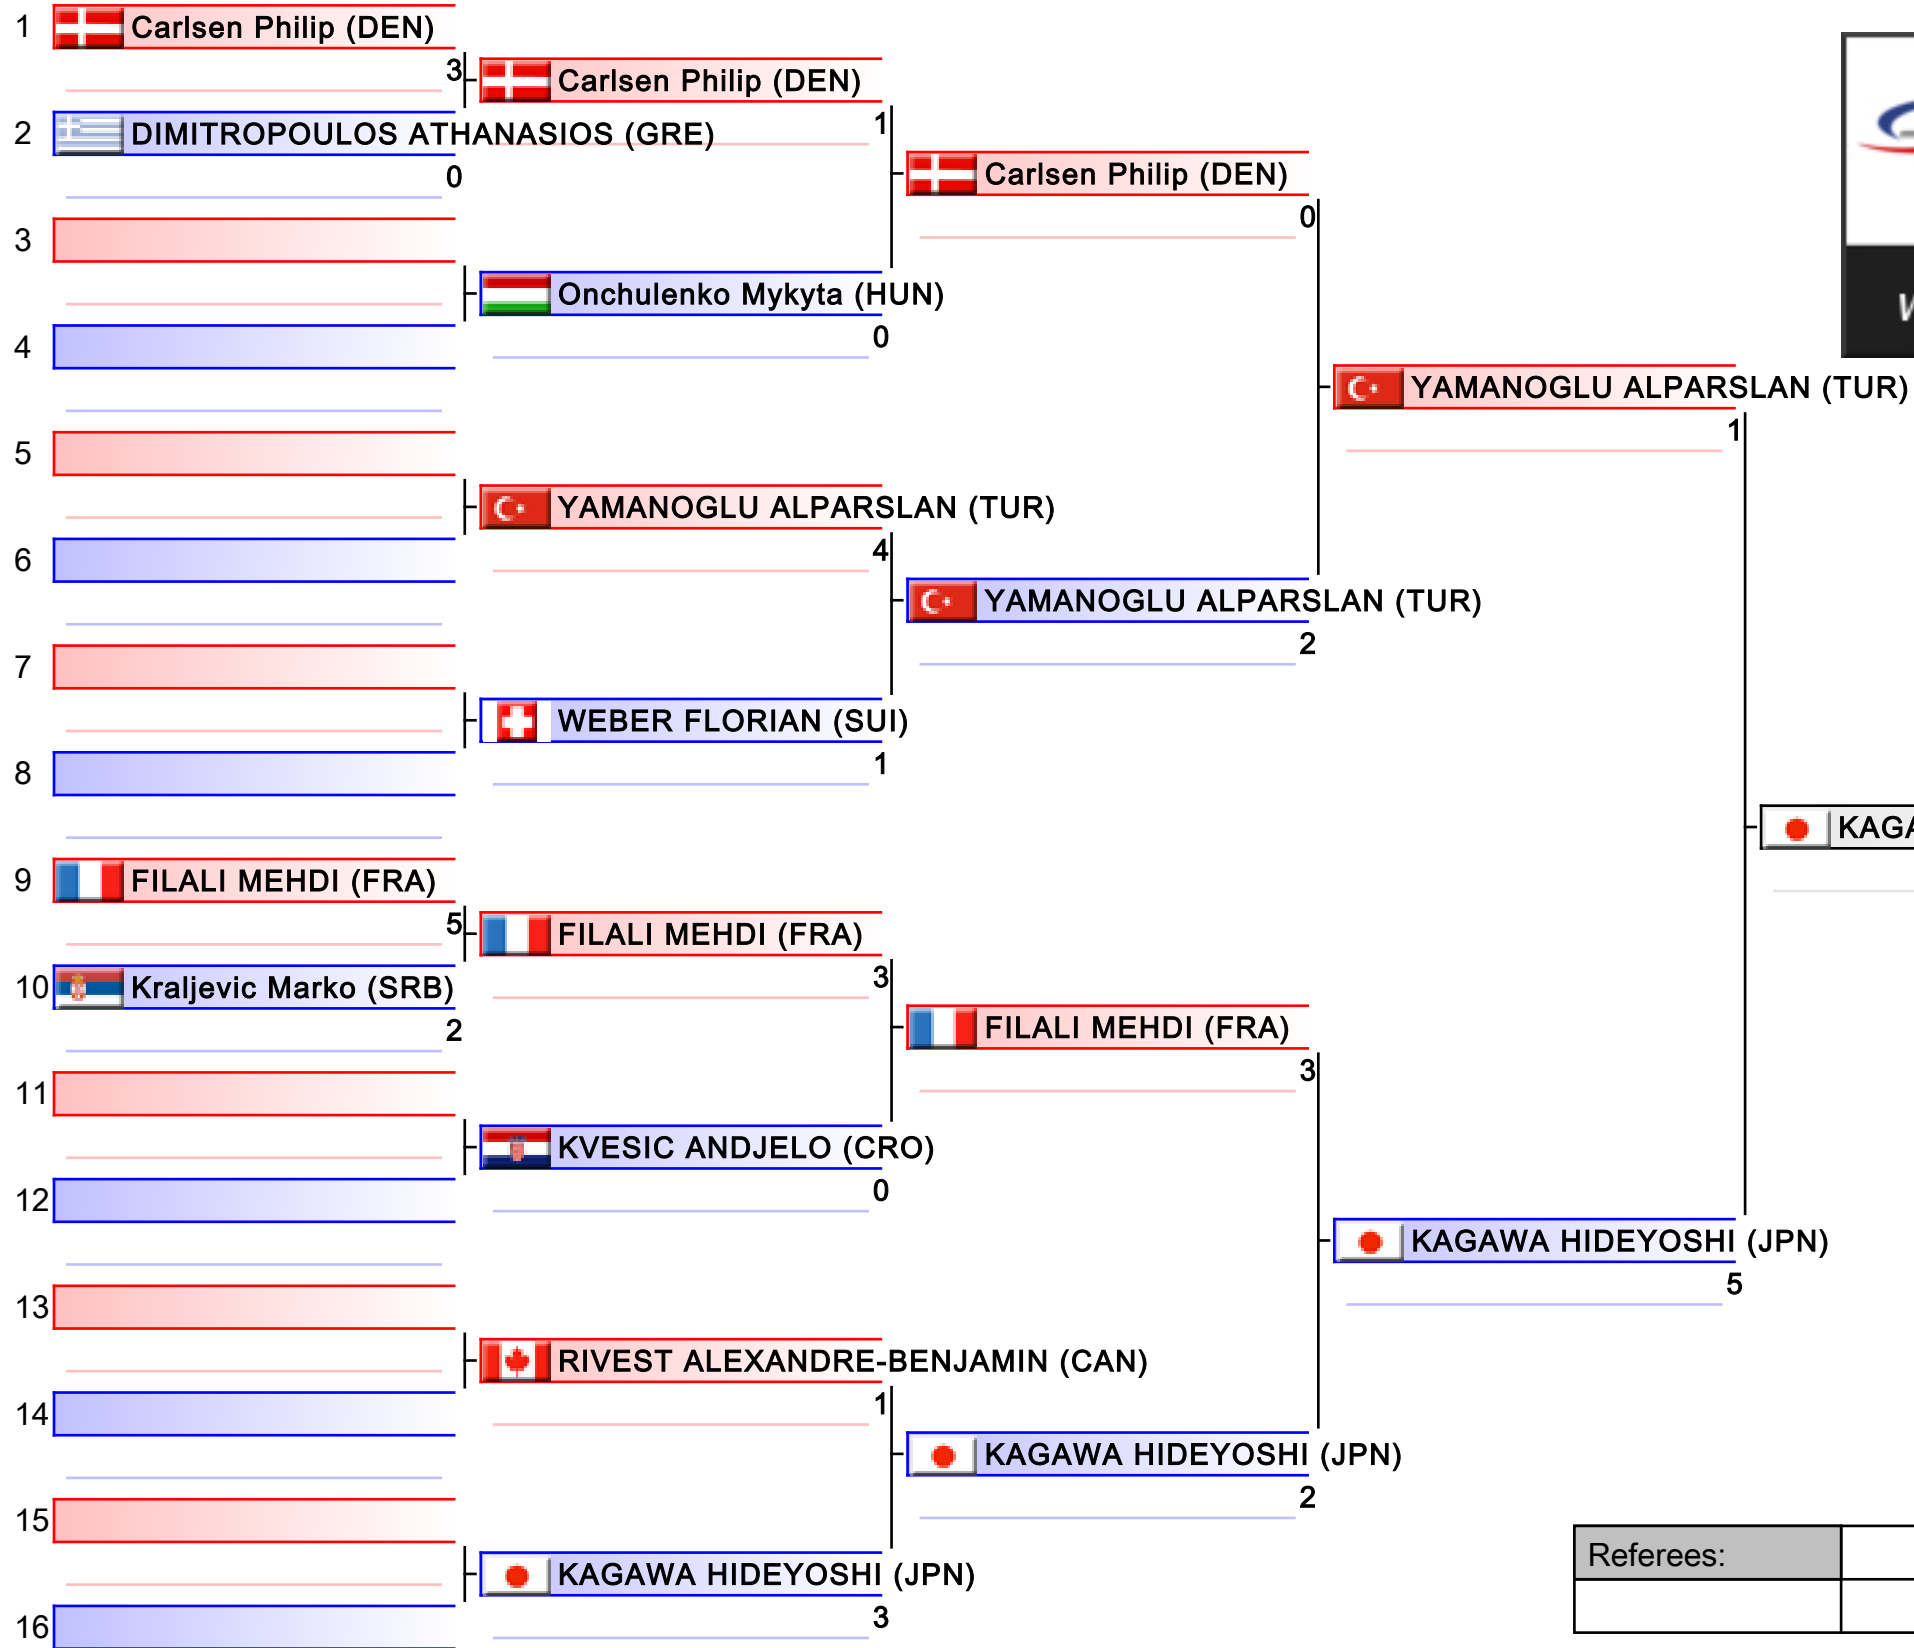 1 Carlsen Philip (DEN)
3
Carlsen Philip (DEN)
1
2 DIMITROPOULOS ATHANASIOS (GRE)
0
Carlsen Philip (DEN)
0
3
Onchulenko Mykyta (HUN)
0
4
YAMANOGLU ALPARSLAN (TUR)
1
5
YAMANOGLU ALPARSLAN (TUR)
4
6
YAMANOGLU ALPARSLAN (TUR)
2
7
WEBER FLORIAN (SUI)
1
8
KAGA
9 FILALI MEHDI (FRA)
5
FILALI MEHDI (FRA)
3
10 Kraljevic Marko (SRB)
2
FILALI MEHDI (FRA)
3
11
KVESIC ANDJELO (CRO)
0
12
KAGAWA HIDEYOSHI (JPN)
5
13
RIVEST ALEXANDRE-BENJAMIN (CAN)
1
14
KAGAWA HIDEYOSHI (JPN)
2
15
KAGAWA HIDEYOSHI (JPN)
3
16
Referees: